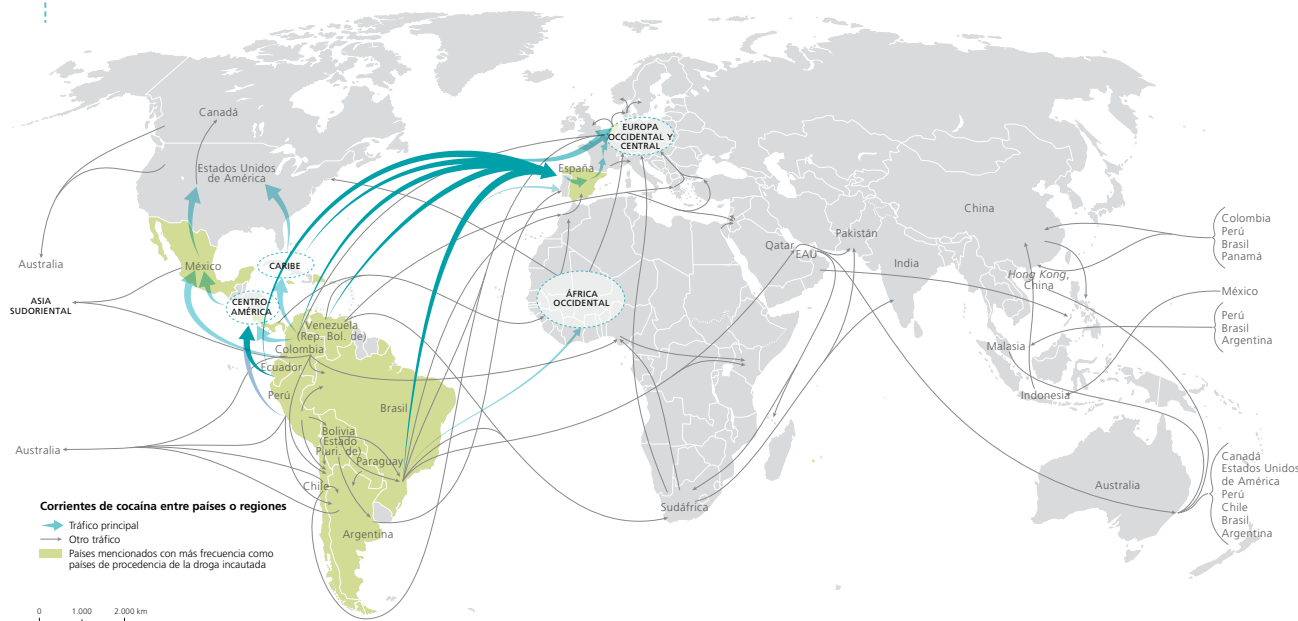 Canadá
Estados Unidos
de América
EUROPA
OCCIDENTAL Y
CENTRAL
España
China
Colombia
Perú
Brasil
Panamá
Pakistán
Qatar
EAU
India
Hong Kong,
China
Australia
México
CARIBE
ASIA
SUDORIENTAL
CENTRO-
AMÉRICA
ÁFRICA
OCCIDENTAL
México
Venezuela
(Rep. Bol. de)
Colombia
Ecuador
Perú
Brasil
Perú
Brasil
Argentina
Malasia
Indonesia
Bolivia
(Estado
Pluri. de)
Paraguay
Australia
Chile
Argentina
Sudáfrica
Australia
Canadá
Estados Unidos
de América
Perú
Chile
Brasil
Argentina
Corrientes de cocaína entre países o regiones
Tráfico principal
Otro tráfico
Países mencionados con más frecuencia como
países de procedencia de la droga incautada
0 1.000 2.000 km